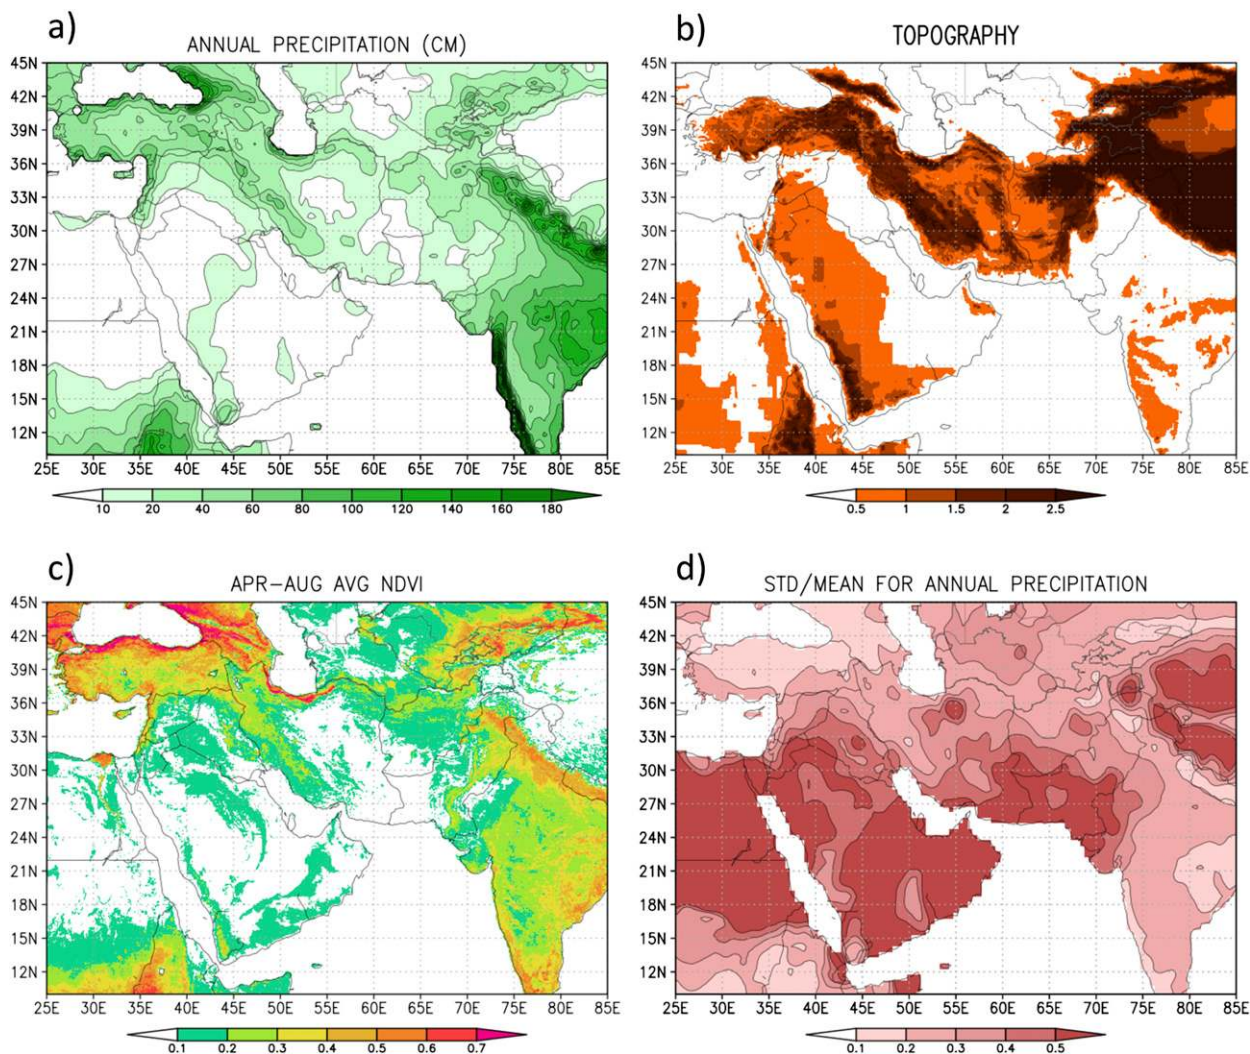 a)
ANNUAL PRECIPITATION (CM)
45N
42N
39N
36N
33N
30N
27N
24N
21N
18N
15N
12N
25E 30E 35E 40E 45E 50E 55E 60E 65E 70E 75E 80E 85E
10 20 40 60 80 100 120 140 160 180
b)
TOPOGRAPHY
45N
42N
39N
36N
33N
30N
27N
24N
21N
18N
15N
12N
25E 30E 35E 40E 45E 50E 55E 60E 65E 70E 75E 80E 85E
0.5 1 1.5 2 2.5
c)
APR-AUG AVG NDVI
45N
42N
39N
36N
33N
30N
27N
24N
21N
18N
15N
12N
25E 30E 35E 40E 45E 50E 55E 60E 65E 70E 75E 80E 85E
0.1 0.2 0.3 0.4 0.5 0.6 0.7
d)
STD/MEAN FOR ANNUAL PRECIPITATION
45N
42N
39N
36N
33N
30N
27N
24N
21N
18N
15N
12N
25E 30E 35E 40E 45E 50E 55E 60E 65E 70E 75E 80E 85E
0.1 0.2 0.3 0.4 0.5